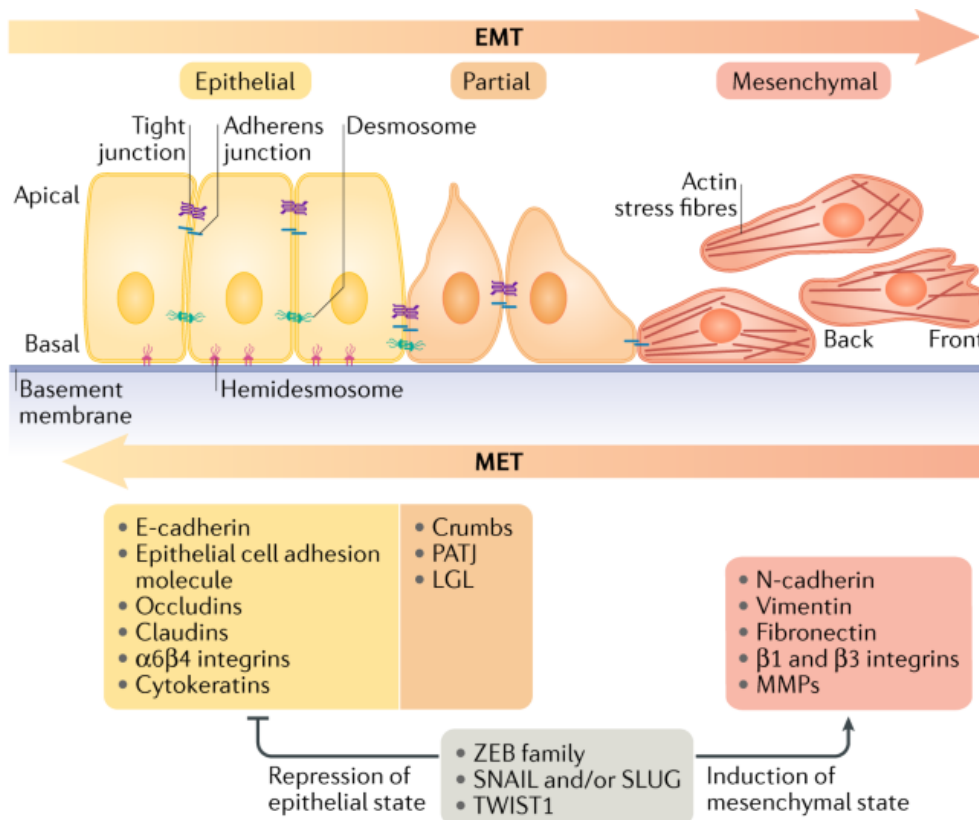 EMT
Epithelial
Partial
Mesenchymal
Tight
junction
Adherens
junction
Desmosome
Apical
Actin
stress fibres
Basal
Back
Front
Basement
membrane
Hemidesmosome
MET
• E-cadherin
• Epithelial cell adhesion
molecule
• Occludins
• Claudins
• α6β4 integrins
• Cytokeratins
• Crumbs
• PATJ
• LGL
• N-cadherin
• Vimentin
• Fibronectin
• β1 and β3 integrins
• MMPs
Repression of
epithelial state
• ZEB family
• SNAIL and/or SLUG
• TWIST1
Induction of
mesenchymal state